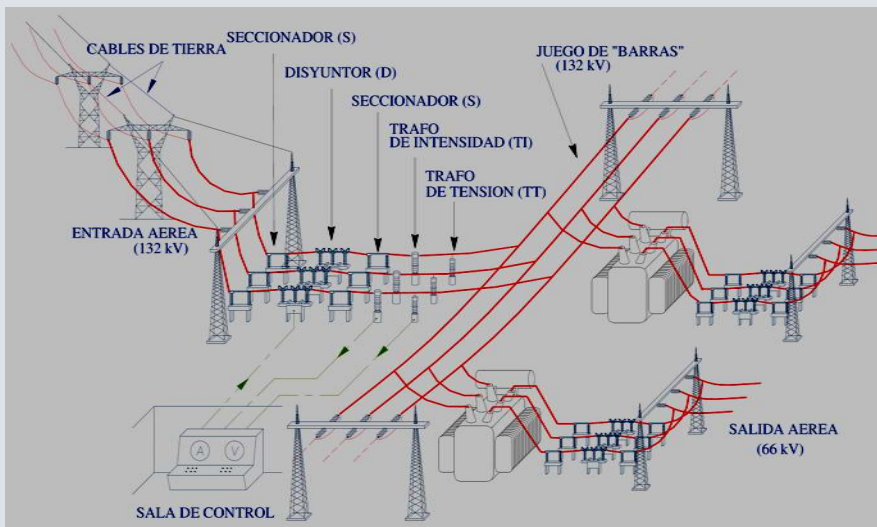 CABLES DE TIERRA
SECCIONADOR (S)
DISYUNTOR (D)
SECCIONADOR (S)
TRAFO
DE INTENSIDAD (TI)
TRAFO
DE TENSION (TT)
JUEGO DE "BARRAS"
(132 kV)
ENTRADA AEREA
(132 kV)
A
V
SALA DE CONTROL
SALIDA AEREA
(66 kV)